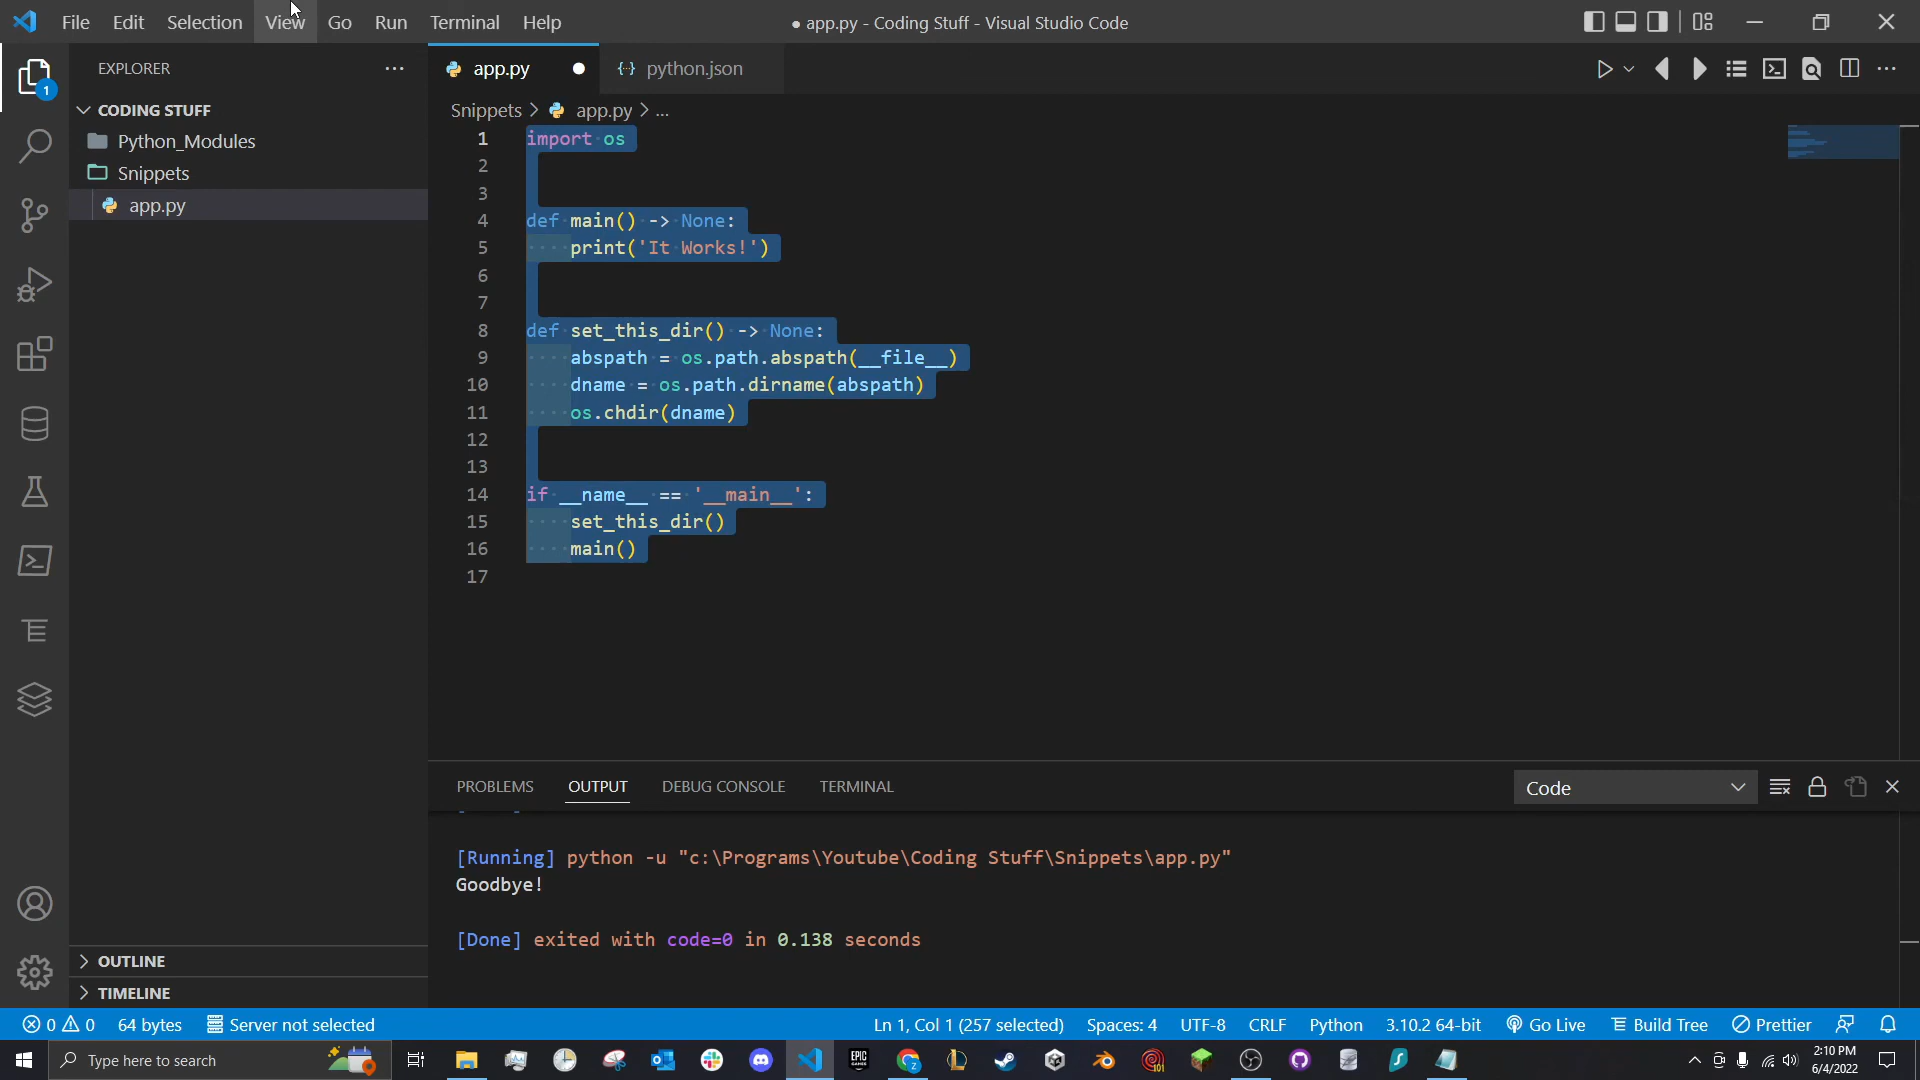 File Edit Selection View Go Run Terminal Help
● app.py - Coding Stuff - Visual Studio Code
EXPLORER
CODING STUFF
Python_Modules
Snippets
app.py
OUTLINE
TIMELINE
1
app.py
python.json
Snippets > app.py > ...
1 import os
2
3
4 def main() -> None:
5 print('It Works!')
6
7
8 def set_this_dir() -> None:
9 abspath = os.path.abspath(__file__)
10 dname = os.path.dirname(abspath)
11 os.chdir(dname)
12
13
14 if __name__ == '__main__':
15 set_this_dir()
16 main()
17
PROBLEMS OUTPUT DEBUG CONSOLE TERMINAL
Code
[Running] python -u "c:\Programs\Youtube\Coding Stuff\Snippets\app.py"
Goodbye!
[Done] exited with code=0 in 0.138 seconds
0 0 64 bytes Server not selected
Ln 1, Col 1 (257 selected) Spaces: 4 UTF-8 CRLF Python 3.10.2 64-bit Go Live Build Tree Prettier
Type here to search
EPIC GAMES
Z
101
2:10 PM
6/4/2022